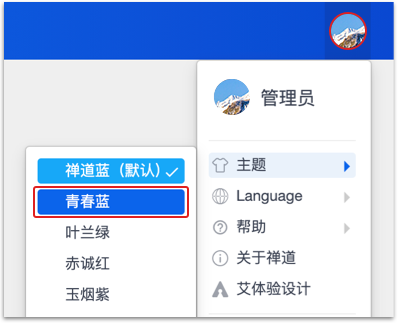 管理员
主题
Language
帮助
关于禅道
艾体验设计
禅道蓝（默认）
青春蓝
叶兰绿
赤诚红
玉烟紫